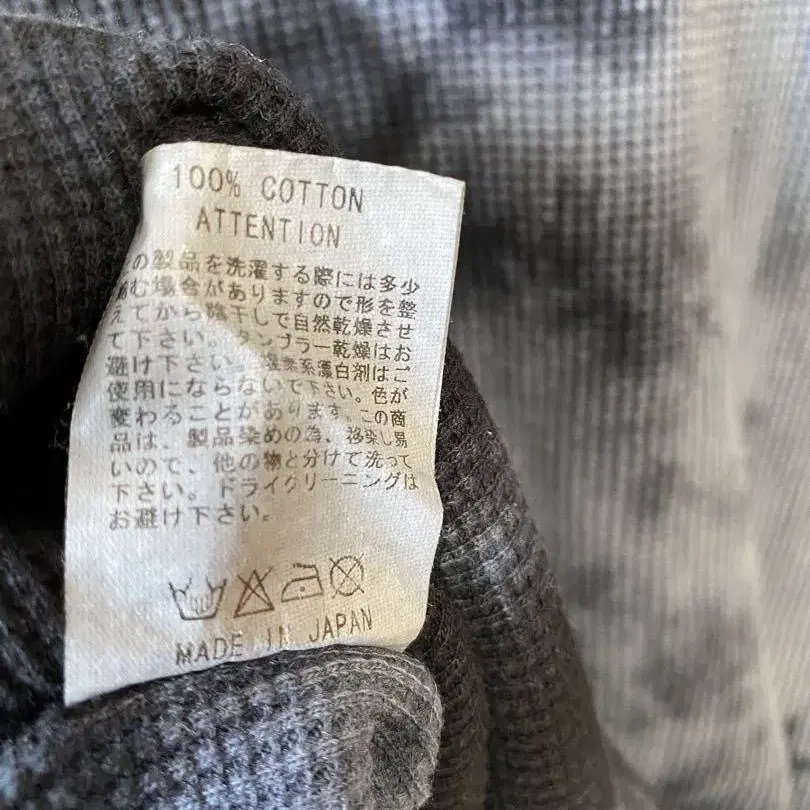 100% COTTON
ATTENTION
の製品を洗濯する際には多少
縮む場合がありますので形を整
えてから陰干しで自然乾燥させ
て下さい。タンブラー乾燥はお
避け下さい。塩素系漂白剤はご
使用にならないで下さい。色が
変わることがあります。この商
品は、製品染めの為、移染し易
いので、他の物と分けて洗って
下さい。ドライクリーニングは
お避け下さい。
MADE IN JAPAN